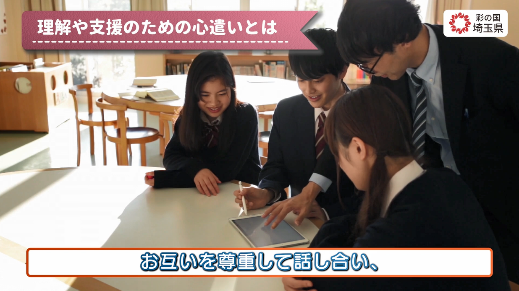 理解や支援のための心遣いとは
彩の国
埼玉県
お互いを尊重して話し合い、